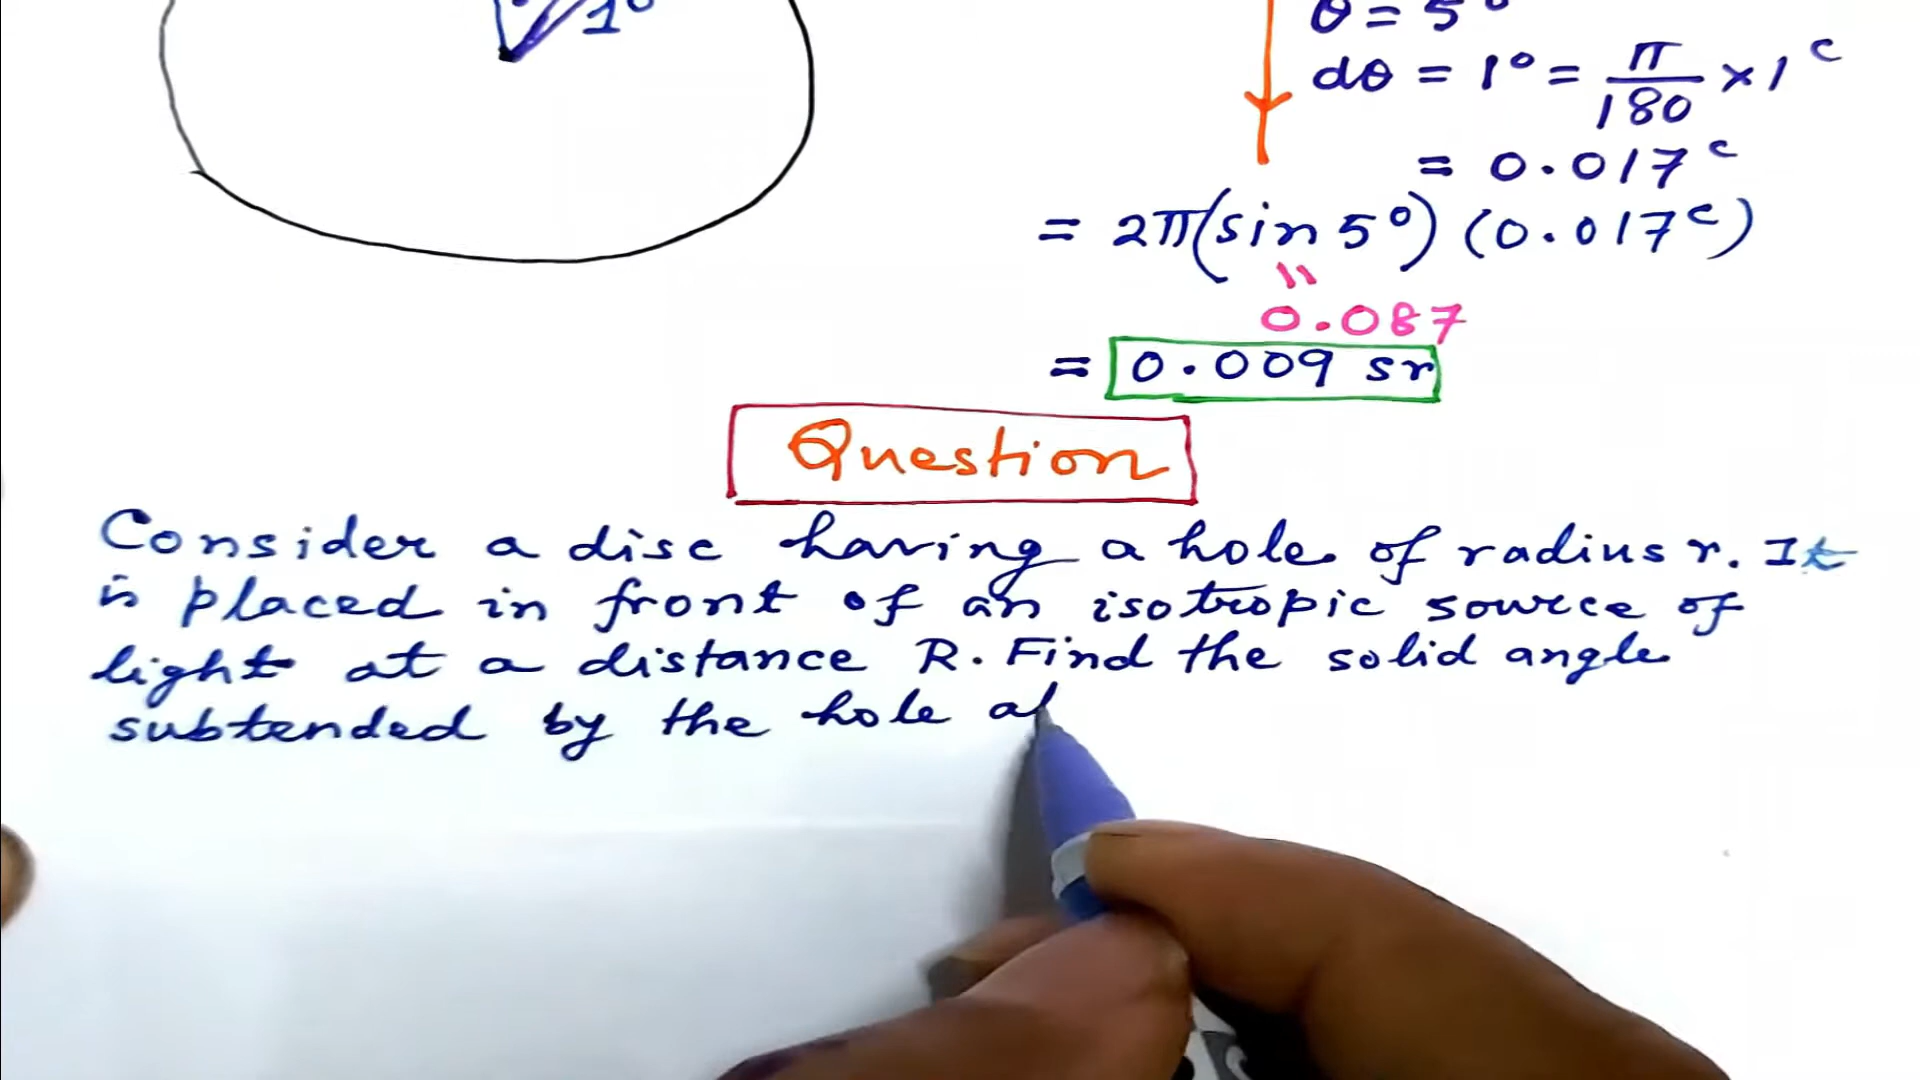 1°
θ = 5°
dθ = 1° = π/180 × 1ᶜ
= 0.017ᶜ
= 2π(sin 5°) (0.017ᶜ)
"
0.087
= 0.009 sr
Question
Consider a disc having a hole of radius r. It
is placed in front of an isotropic source of
light at a distance R. Find the solid angle
subtended by the hole